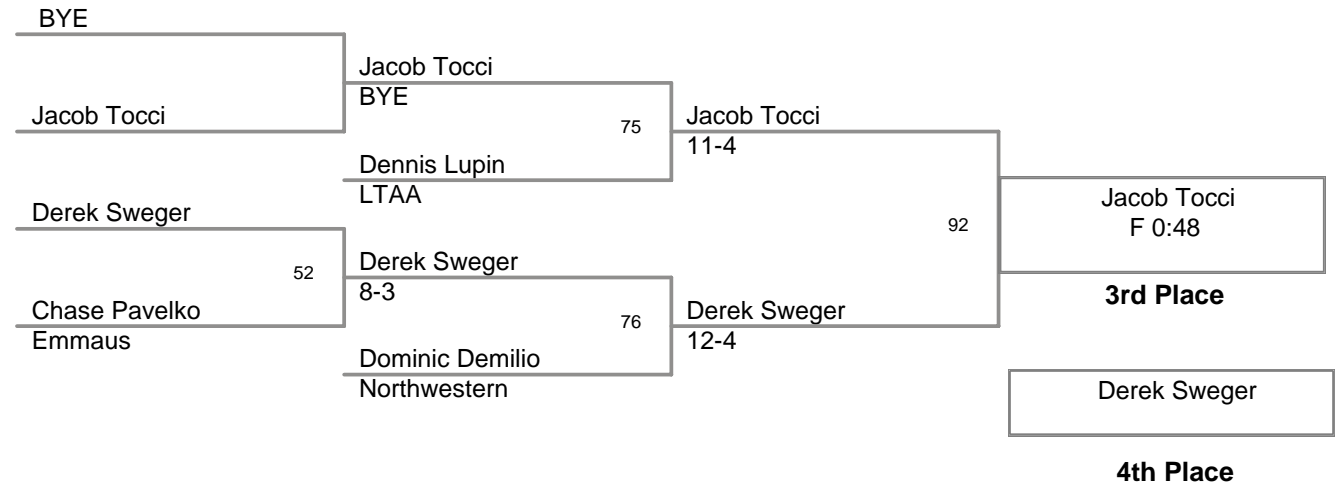 BYE
Jacob Tocci
BYE
Jacob Tocci
75
Jacob Tocci
11-4
Dennis Lupin
LTAA
Derek Sweger
92
Jacob Tocci
F 0:48
52
Derek Sweger
8-3
3rd Place
Chase Pavelko
Emmaus
76
Derek Sweger
12-4
Dominic Demilio
Northwestern
Derek Sweger
4th Place